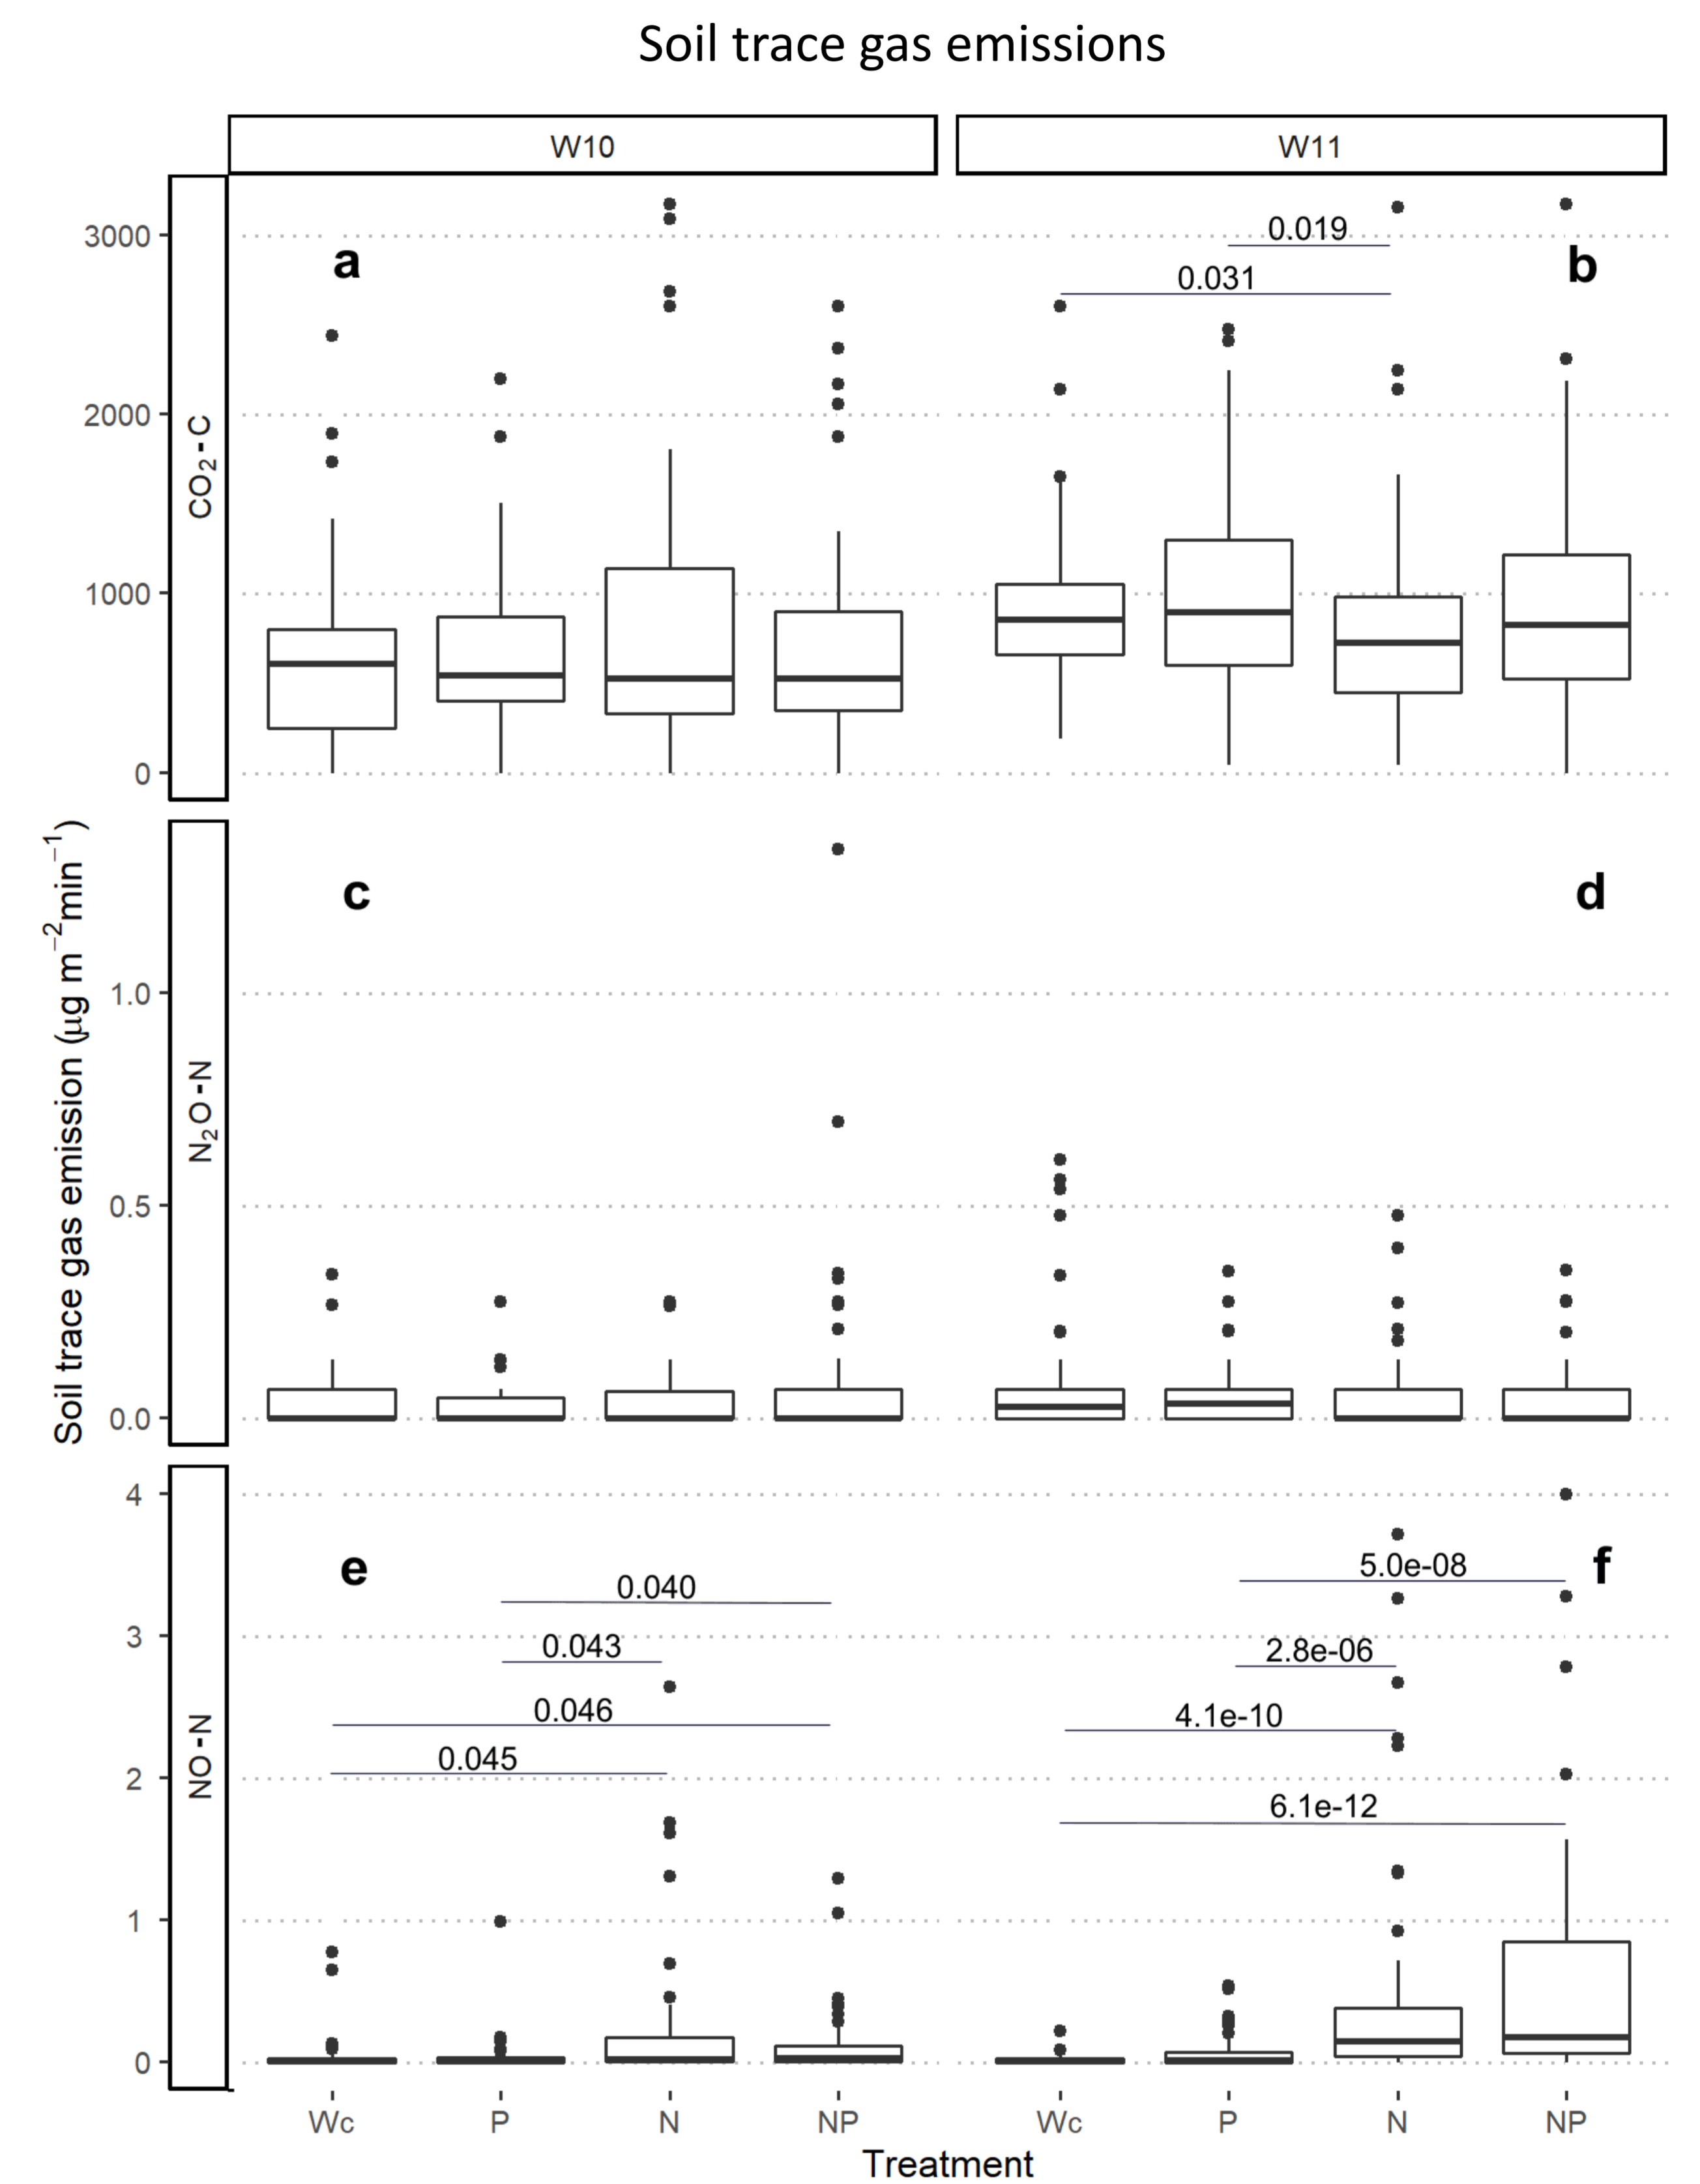 Soil trace gas emissions
W10
W11
CO₂-C
3000
2000
1000
0
a
0.019
0.031
b
Soil trace gas emission (μg m⁻²min⁻¹)
N₂O-N
1.0
0.5
0.0
c
d
NO-N
4
3
2
1
0
e
0.040
0.043
0.046
0.045
5.0e-08
f
2.8e-06
4.1e-10
6.1e-12
Wc P N NP Wc P N NP
Treatment